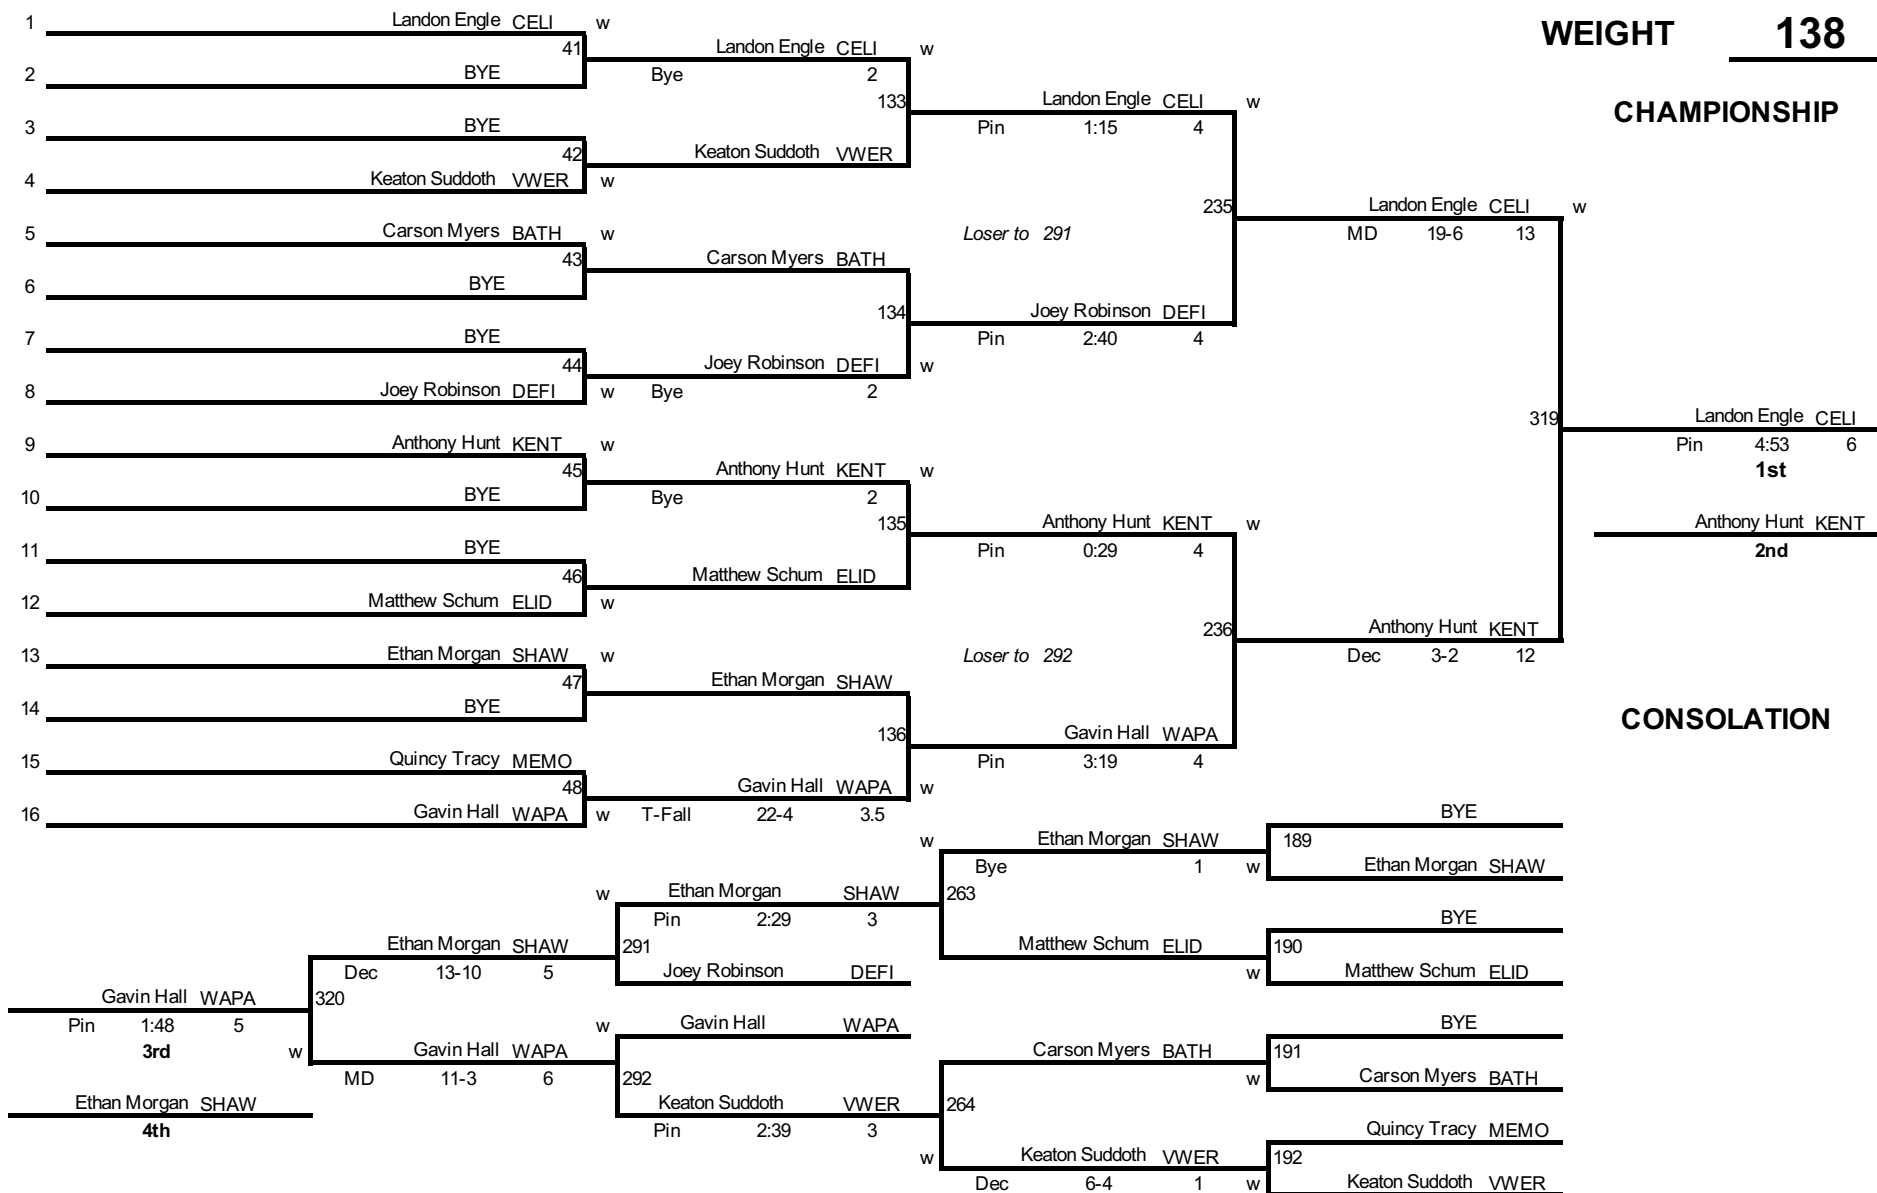 WEIGHT 138
CHAMPIONSHIP
1 Landon Engle CELI w
41
2 BYE
Landon Engle CELI w
Bye 2
133
3 BYE
42
4 Keaton Suddoth VWER w
Keaton Suddoth VWER
Landon Engle CELI w
Pin 1:15 4
235
5 Carson Myers BATH w
43
6 BYE
Carson Myers BATH
Loser to 291
134
7 BYE
44
8 Joey Robinson DEFI w
Joey Robinson DEFI w
Bye 2
Joey Robinson DEFI
Pin 2:40 4
Landon Engle CELI w
MD 19-6 13
319
9 Anthony Hunt KENT w
45
10 BYE
Anthony Hunt KENT w
Bye 2
135
11 BYE
46
12 Matthew Schum ELID w
Matthew Schum ELID
Anthony Hunt KENT w
Pin 0:29 4
236
Loser to 292
13 Ethan Morgan SHAW w
47
14 BYE
Ethan Morgan SHAW
136
15 Quincy Tracy MEMO
48
16 Gavin Hall WAPA w
Gavin Hall WAPA w
T-Fall 22-4 3.5
Gavin Hall WAPA
Pin 3:19 4
Anthony Hunt KENT
Dec 3-2 12
Landon Engle CELI
Pin 4:53 6
1st
Anthony Hunt KENT
2nd
CONSOLATION
BYE
189
Ethan Morgan SHAW
w
w Ethan Morgan SHAW
Bye 1
263
BYE
190
Matthew Schum ELID
w
Matthew Schum ELID
w Ethan Morgan SHAW
Pin 2:29 3
291
Joey Robinson DEFI
Ethan Morgan SHAW
Dec 13-10 5
320
Gavin Hall WAPA
Pin 1:48 5
3rd
w
Gavin Hall WAPA
MD 11-3 6
Ethan Morgan SHAW
4th
w Gavin Hall WAPA
292
Keaton Suddoth VWER
Pin 2:39 3
BYE
191
Carson Myers BATH
w
Carson Myers BATH
264
Quincy Tracy MEMO
192
Keaton Suddoth VWER
w
w Keaton Suddoth VWER
Dec 6-4 1